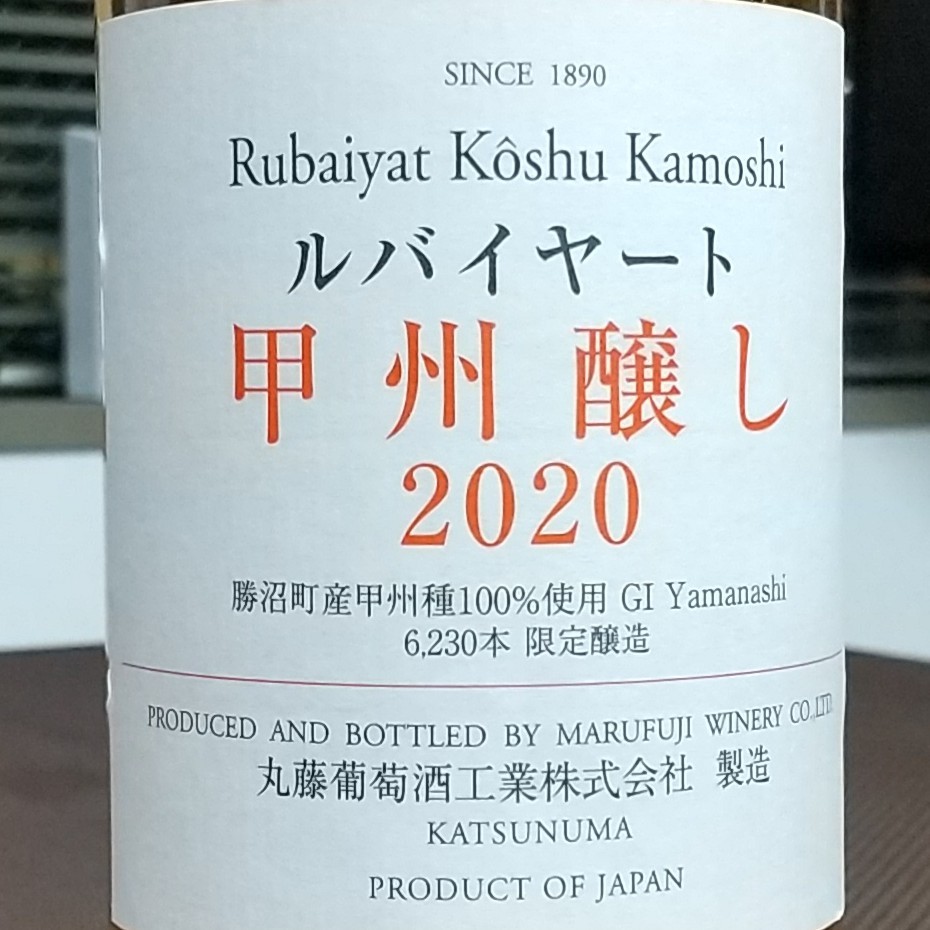 SINCE 1890
Rubaiyat Kôshu Kamoshi
ルバイヤート
甲州醸し
2020
勝沼町産甲州種100%使用 GI Yamanashi
6,230本 限定醸造
PRODUCED AND BOTTLED BY MARUFUJI WINERY CO.,LTD.
丸藤葡萄酒工業株式会社 製造
KATSUNUMA
PRODUCT OF JAPAN